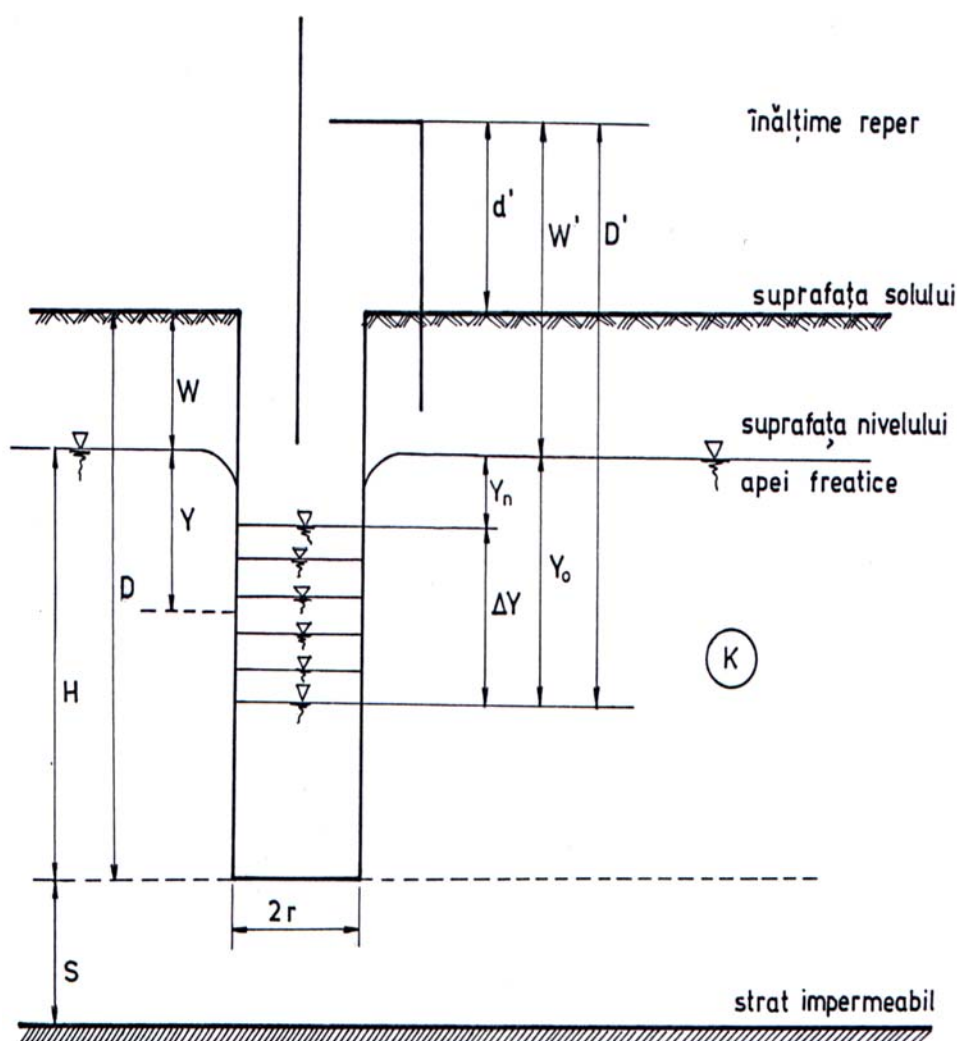 înălțime reper
d'
W'
D'
suprafața solului
W
suprafața nivelului
apei freatice
Y
Yn
D
Yo
ΔY
K
H
2r
S
strat impermeabil